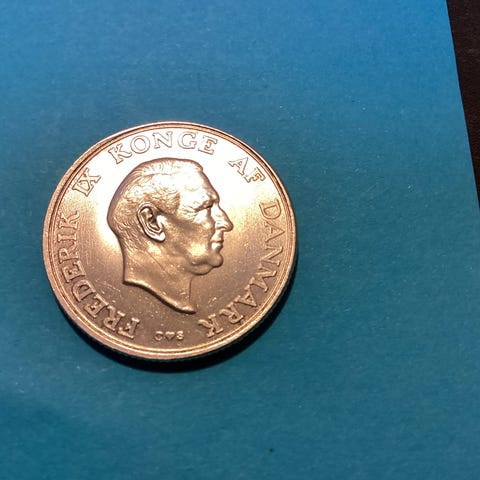 FREDERIK IX KONGE AF DANMARK
C♥S